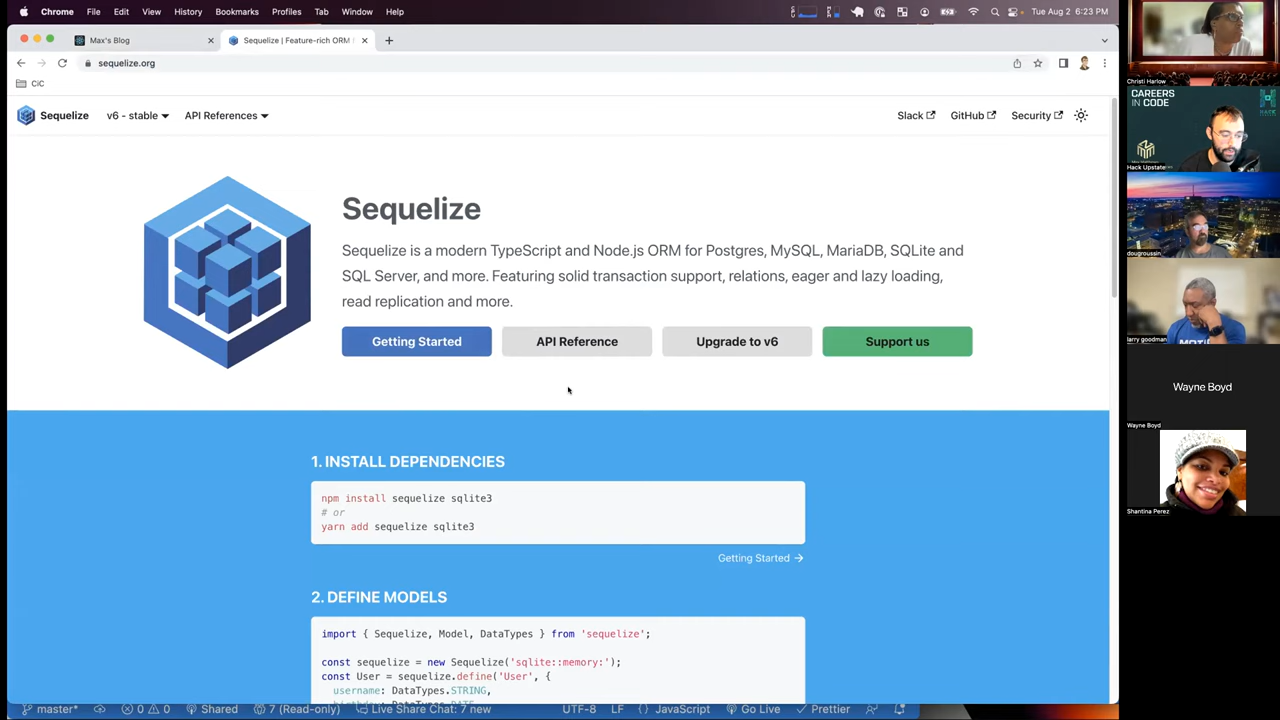 Chrome File Edit View History Bookmarks Profiles Tab Window Help Tue Aug 2 6:23 PM
Max's Blog
Sequelize | Feature-rich ORM
sequelize.org
CiC
Sequelize v6 - stable API References Slack GitHub Security
Sequelize
Sequelize is a modern TypeScript and Node.js ORM for Postgres, MySQL, MariaDB, SQLite and
SQL Server, and more. Featuring solid transaction support, relations, eager and lazy loading,
read replication and more.
Getting Started API Reference Upgrade to v6 Support us
1. INSTALL DEPENDENCIES
npm install sequelize sqlite3
# or
yarn add sequelize sqlite3
Getting Started →
2. DEFINE MODELS
import { Sequelize, Model, DataTypes } from 'sequelize';
const sequelize = new Sequelize('sqlite::memory:');
const User = sequelize.define('User', {
username: DataTypes.STRING,
master* 0 0 Shared 7 (Read-only) Live Share Chat: 7 new UTF-8 LF JavaScript Go Live Prettier
Christi Harlow
CAREERS
IN CODE
Hack Upstate
dougroussin
larry goodman
Wayne Boyd
Wayne Boyd
Shantina Perez